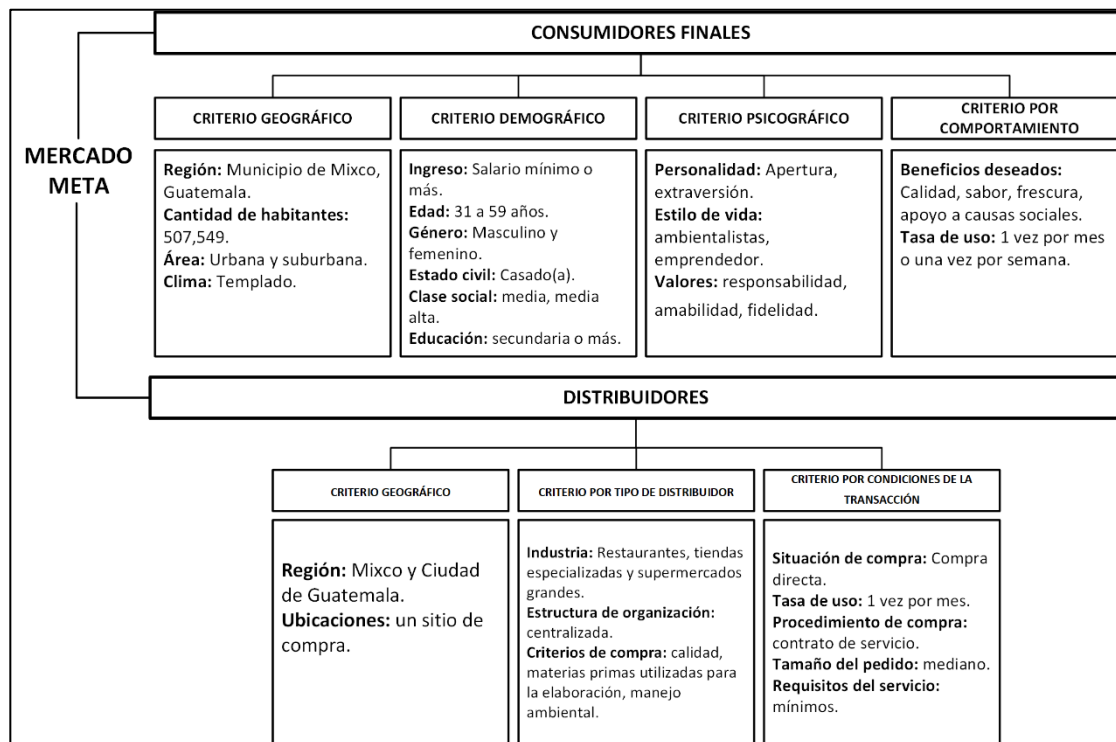 CONSUMIDORES FINALES
MERCADO
META
CRITERIO GEOGRÁFICO
Región: Municipio de Mixco,
Guatemala.
Cantidad de habitantes:
507,549.
Área: Urbana y suburbana.
Clima: Templado.
CRITERIO DEMOGRÁFICO
Ingreso: Salario mínimo o
más.
Edad: 31 a 59 años.
Género: Masculino y
femenino.
Estado civil: Casado(a).
Clase social: media, media
alta.
Educación: secundaria o más.
CRITERIO PSICOGRÁFICO
Personalidad: Apertura,
extraversión.
Estilo de vida:
ambientalistas,
emprendedor.
Valores: responsabilidad,
amabilidad, fidelidad.
CRITERIO POR
COMPORTAMIENTO
Beneficios deseados:
Calidad, sabor, frescura,
apoyo a causas sociales.
Tasa de uso: 1 vez por mes
o una vez por semana.
DISTRIBUIDORES
CRITERIO GEOGRÁFICO
Región: Mixco y Ciudad
de Guatemala.
Ubicaciones: un sitio de
compra.
CRITERIO POR TIPO DE DISTRIBUIDOR
Industria: Restaurantes, tiendas
especializadas y supermercados
grandes.
Estructura de organización:
centralizada.
Criterios de compra: calidad,
materias primas utilizadas para
la elaboración, manejo
ambiental.
CRITERIO POR CONDICIONES DE LA
TRANSACCIÓN
Situación de compra: Compra
directa.
Tasa de uso: 1 vez por mes.
Procedimiento de compra:
contrato de servicio.
Tamaño del pedido: mediano.
Requisitos del servicio:
mínimos.